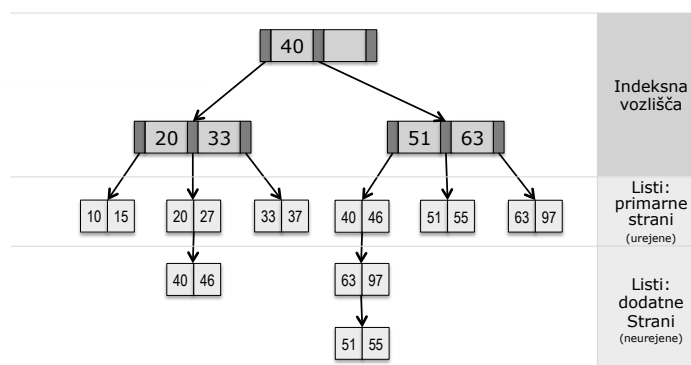 40
Indeksna
vozlišča
20 33
51 63
Listi:
primarne
strani
(urejene)
10 15
20 27
33 37
40 46
51 55
63 97
Listi:
dodatne
Strani
(neurejene)
40 46
63 97
51 55